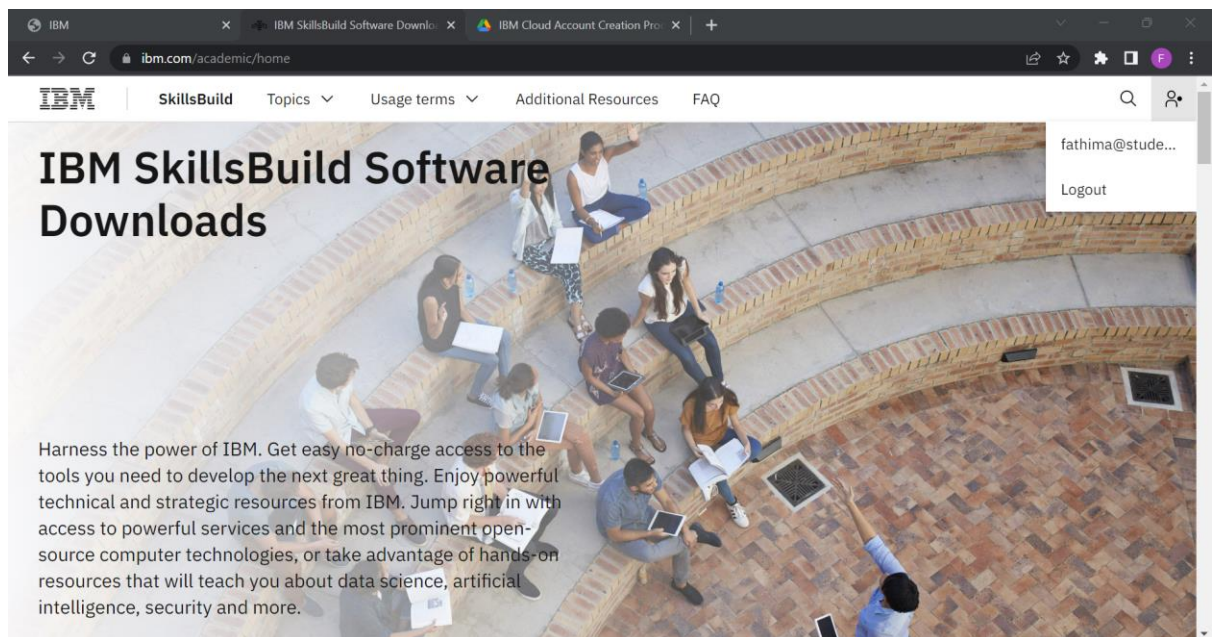 IBM
IBM SkillsBuild Software Downlo
IBM Cloud Account Creation Pro
ibm.com/academic/home
F
IBM
SkillsBuild
Topics
Usage terms
Additional Resources
FAQ
fathima@stude...
Logout
IBM SkillsBuild Software
Downloads
Harness the power of IBM. Get easy no-charge access to the
tools you need to develop the next great thing. Enjoy powerful
technical and strategic resources from IBM. Jump right in with
access to powerful services and the most prominent open-
source computer technologies, or take advantage of hands-on
resources that will teach you about data science, artificial
intelligence, security and more.